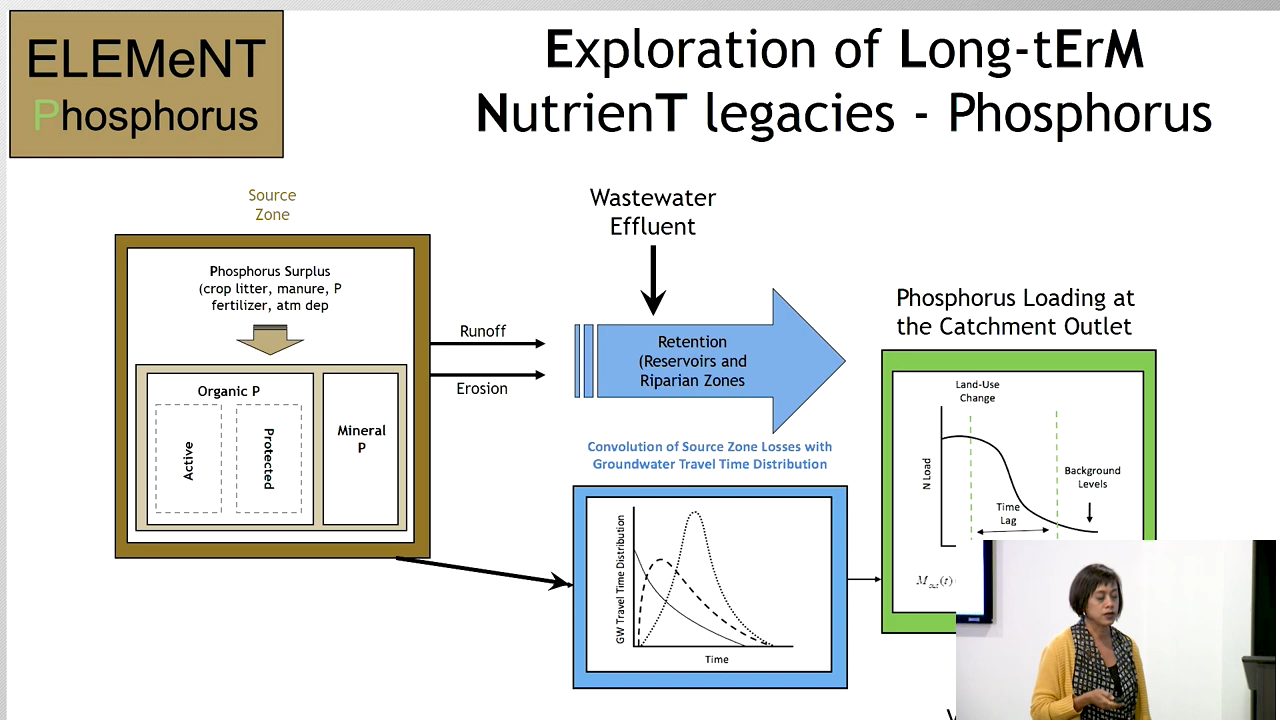 ELEMeNT
Phosphorus
Exploration of Long-tErM
NutrienT legacies - Phosphorus
Source
Zone
Phosphorus Surplus
(crop litter, manure, P
fertilizer, atm dep
Organic P
Active
Protected
Mineral
P
Runoff
Erosion
Wastewater
Effluent
Retention
(Reservoirs and
Riparian Zones
Convolution of Source Zone Losses with
Groundwater Travel Time Distribution
GW Travel Time Distribution
Time
Phosphorus Loading at
the Catchment Outlet
Land-Use
Change
N Load
Background
Levels
Time
Lag